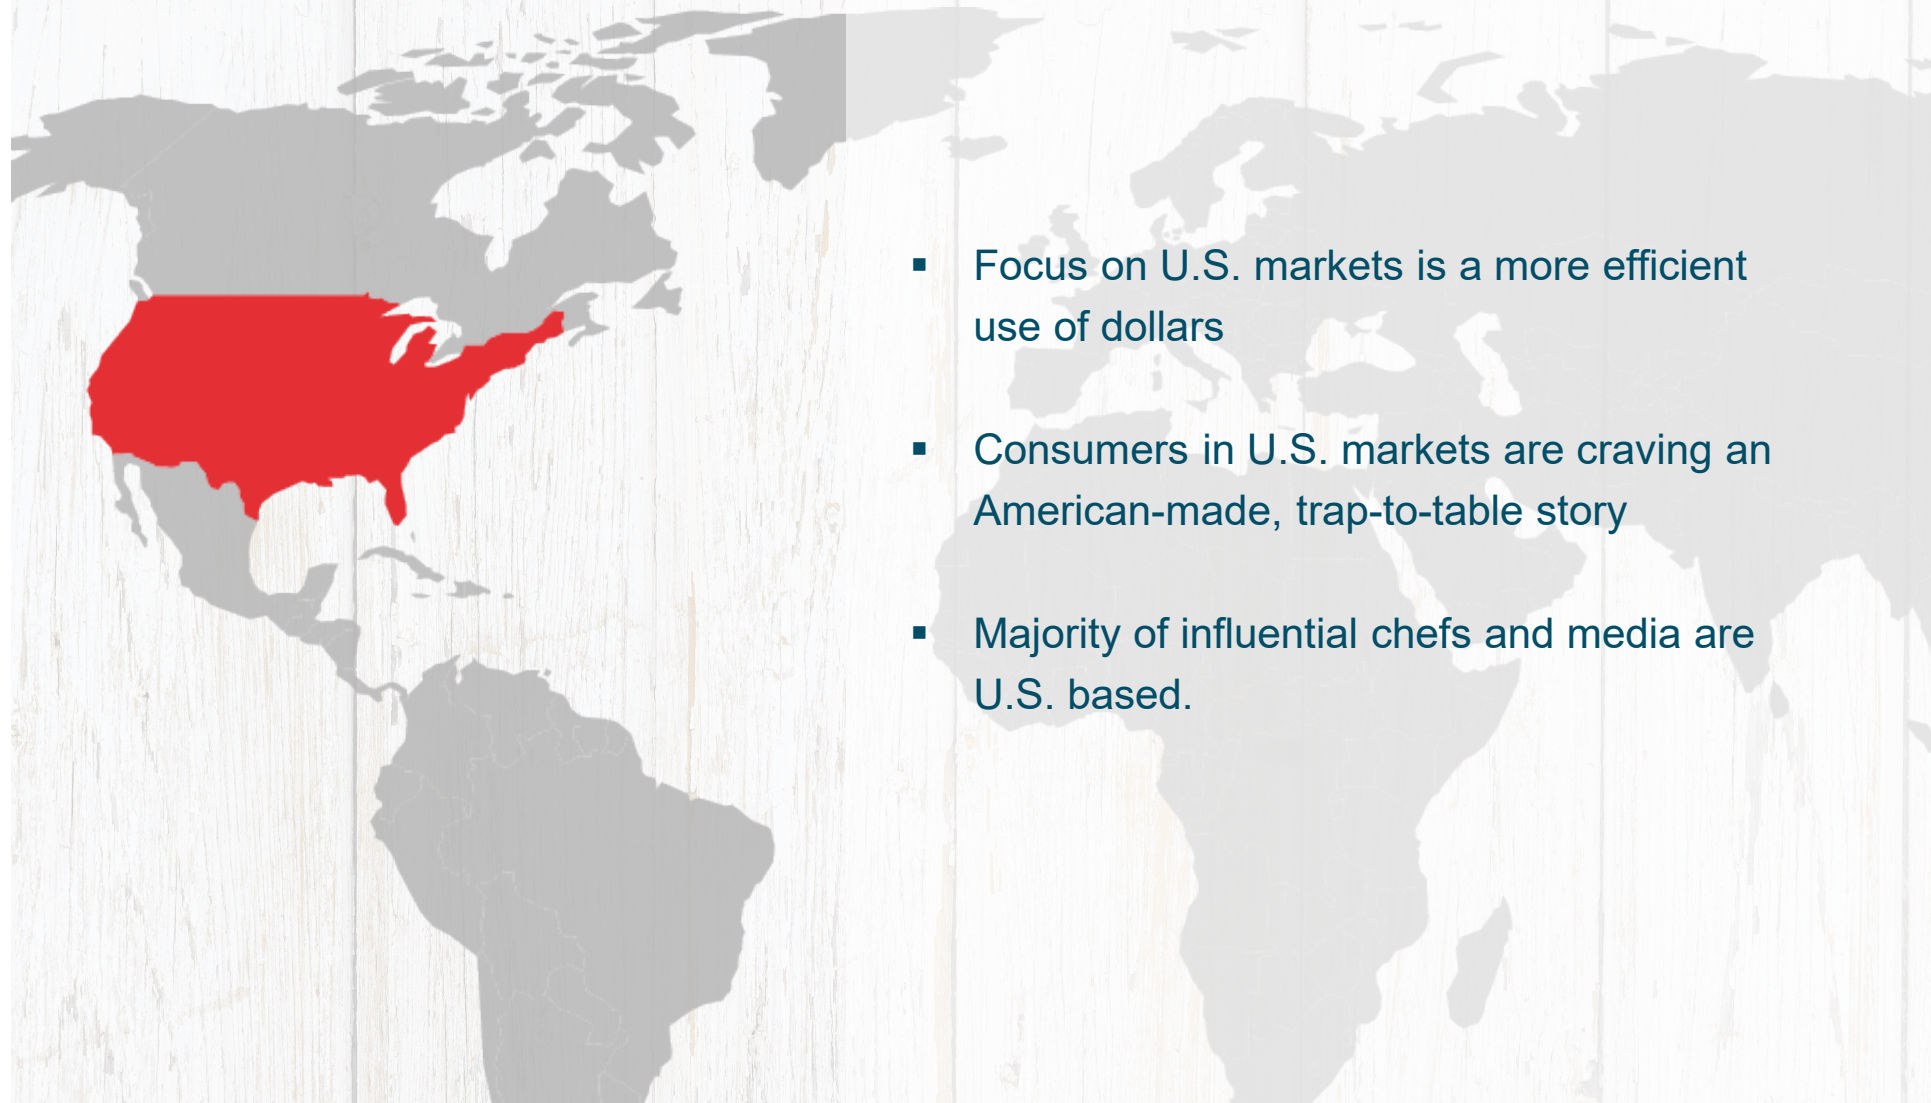 ▪ Focus on U.S. markets is a more efficient
use of dollars
▪ Consumers in U.S. markets are craving an
American-made, trap-to-table story
▪ Majority of influential chefs and media are
U.S. based.